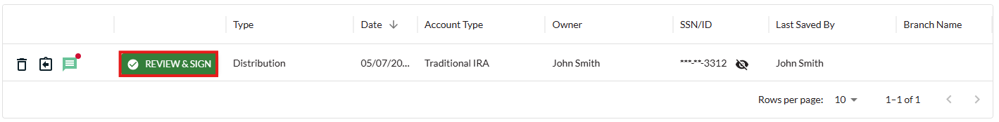 Type Date Account Type Owner SSN/ID Last Saved By Branch Name
REVIEW & SIGN Distribution 05/07/20... Traditional IRA John Smith ***-**-3312 John Smith
Rows per page: 10 1–1 of 1